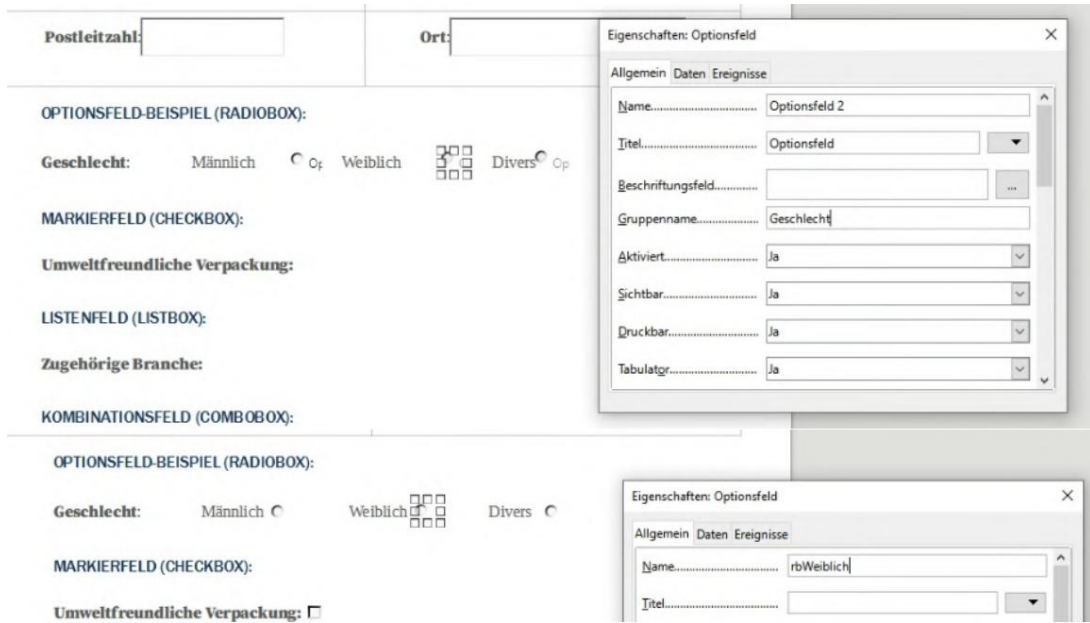 Postleitzahl:
Ort:
OPTIONSFELD-BEISPIEL (RADIOBOX):
Geschlecht: Männlich Op Weiblich Divers Op
MARKIERFELD (CHECKBOX):
Umweltfreundliche Verpackung:
LISTENFELD (LISTBOX):
Zugehörige Branche:
KOMBINATIONSFELD (COMBOBOX):
Eigenschaften: Optionsfeld
Allgemein Daten Ereignisse
Name................................ Optionsfeld 2
Titel................................ Optionsfeld
Beschriftungsfeld............. ...
Gruppenname................... Geschlecht
Aktiviert........................... Ja
Sichtbar............................ Ja
Druckbar.......................... Ja
Tabulator.......................... Ja
OPTIONSFELD-BEISPIEL (RADIOBOX):
Geschlecht: Männlich Weiblich Divers
MARKIERFELD (CHECKBOX):
Umweltfreundliche Verpackung:
Eigenschaften: Optionsfeld
Allgemein Daten Ereignisse
Name................................ rbWeiblich
Titel................................